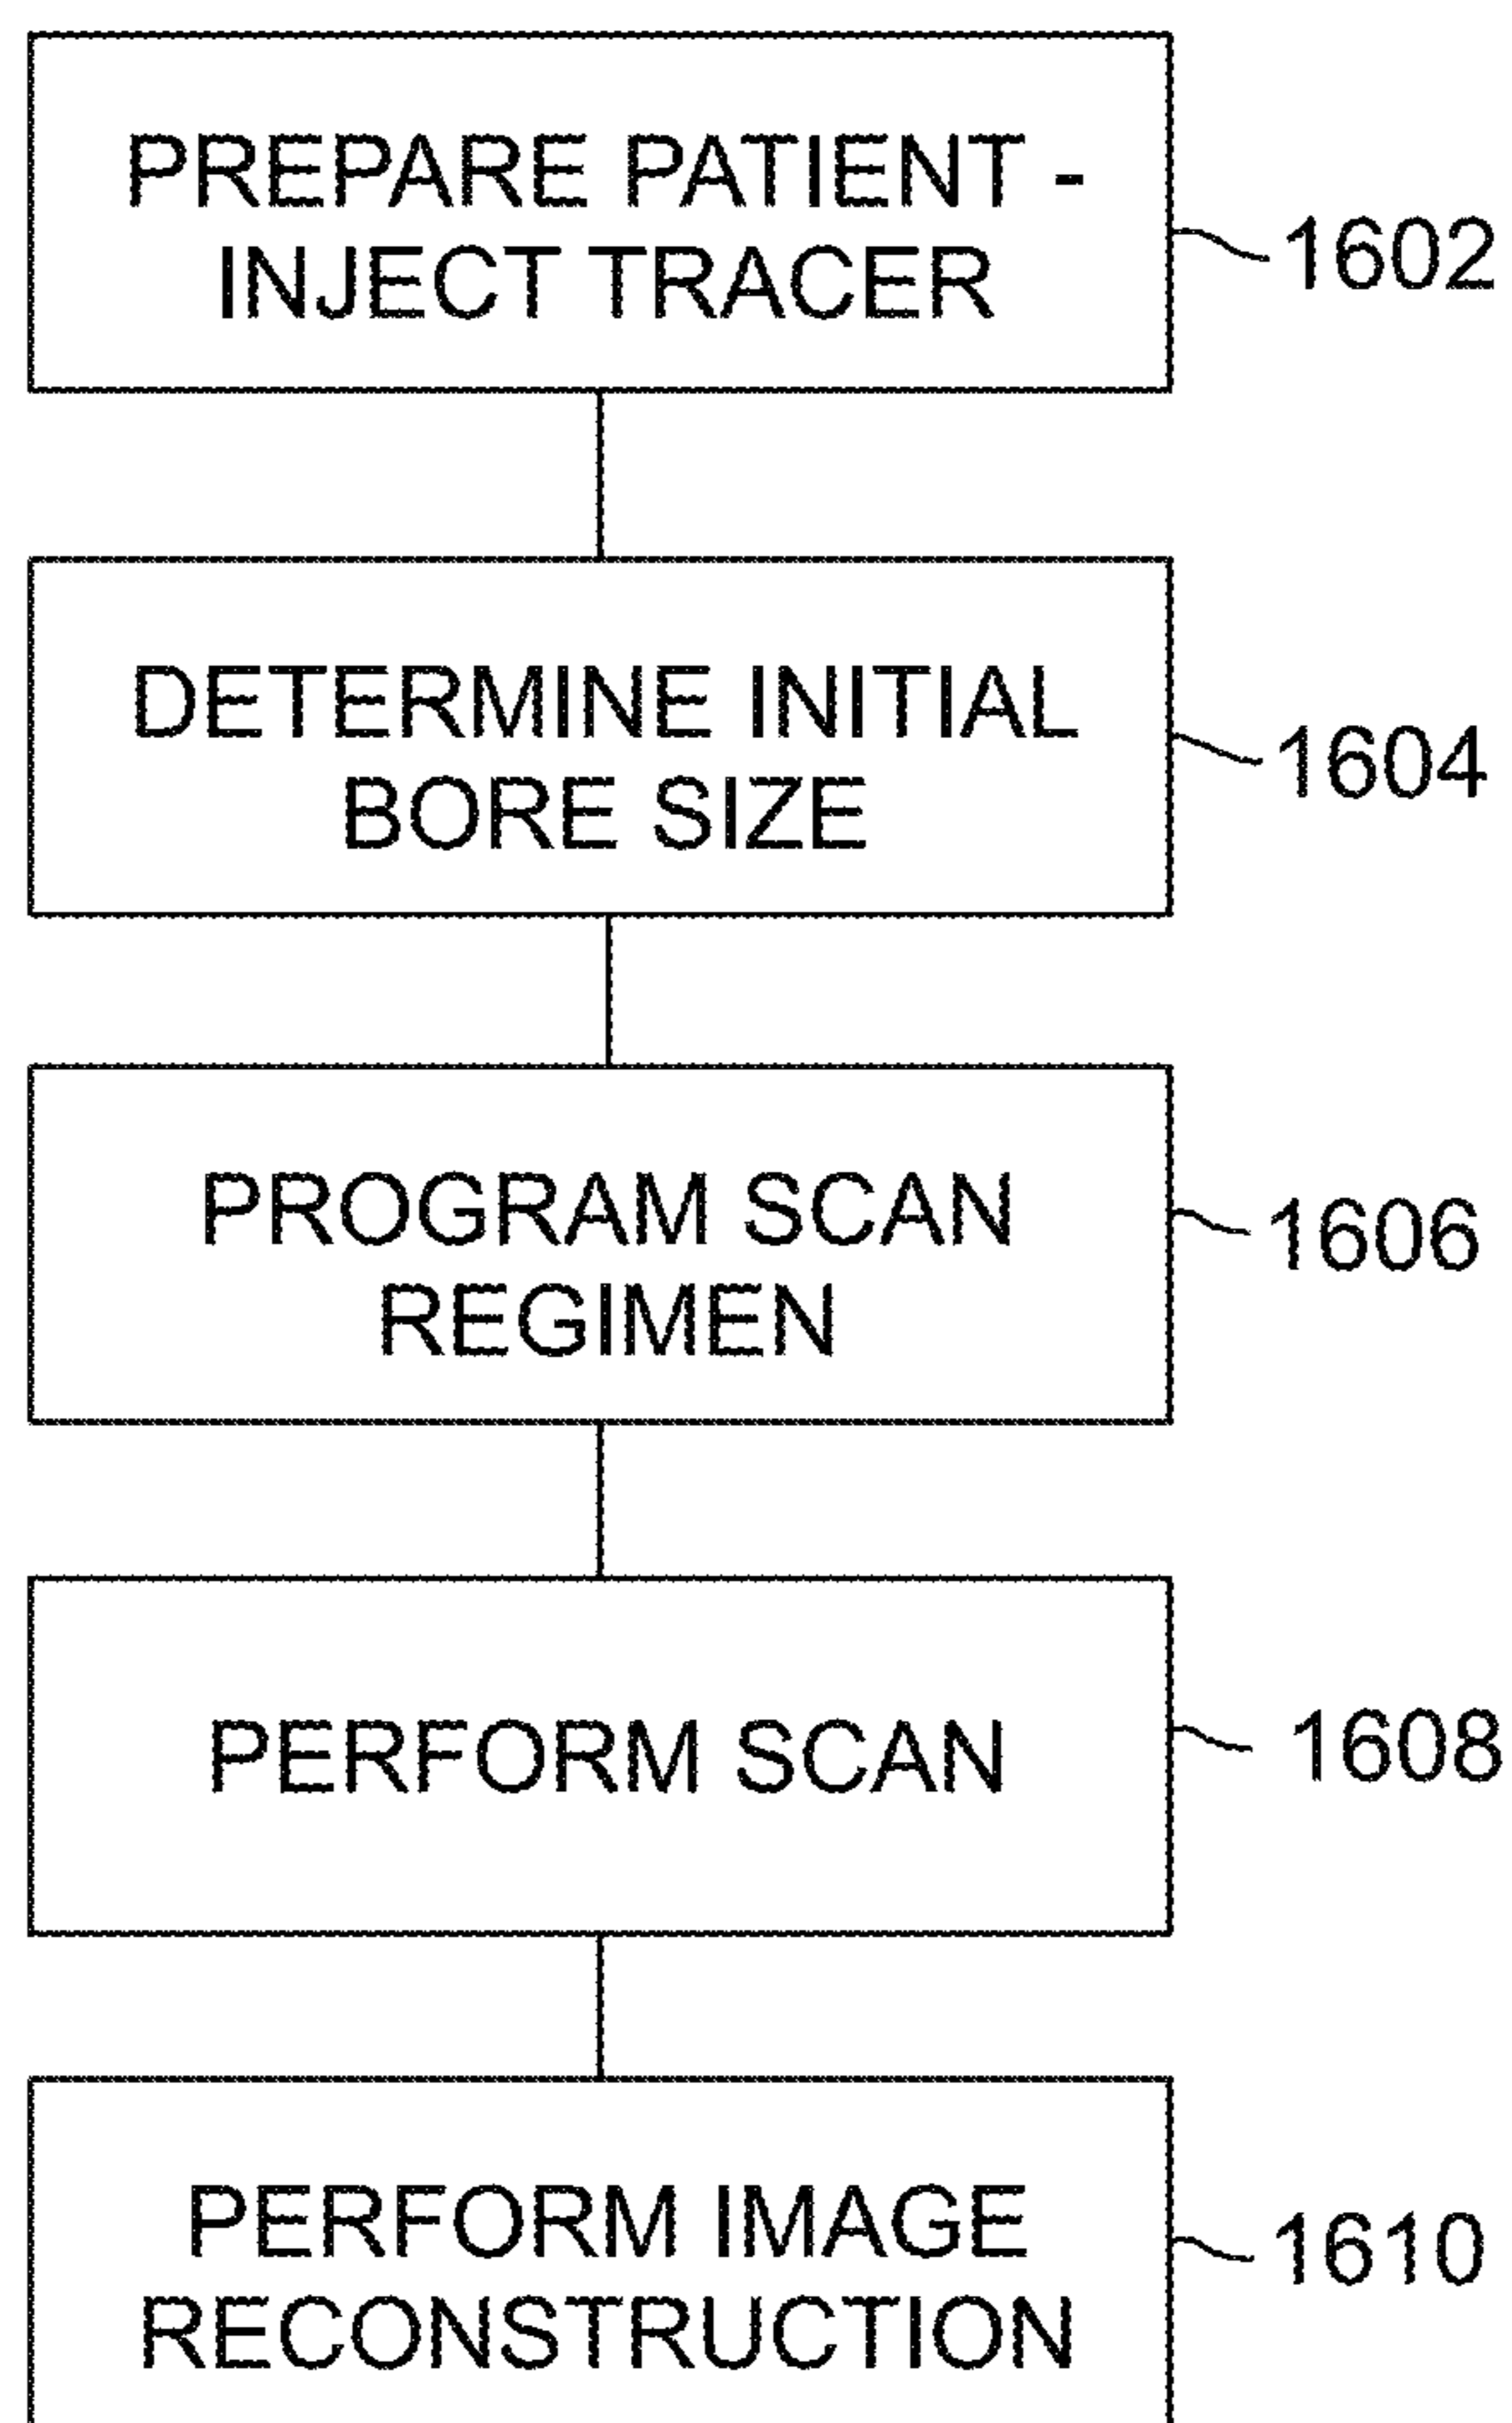 PREPARE PATIENT -
INJECT TRACER
1602
DETERMINE INITIAL
BORE SIZE
1604
PROGRAM SCAN
REGIMEN
1606
PERFORM SCAN
1608
PERFORM IMAGE
RECONSTRUCTION
1610